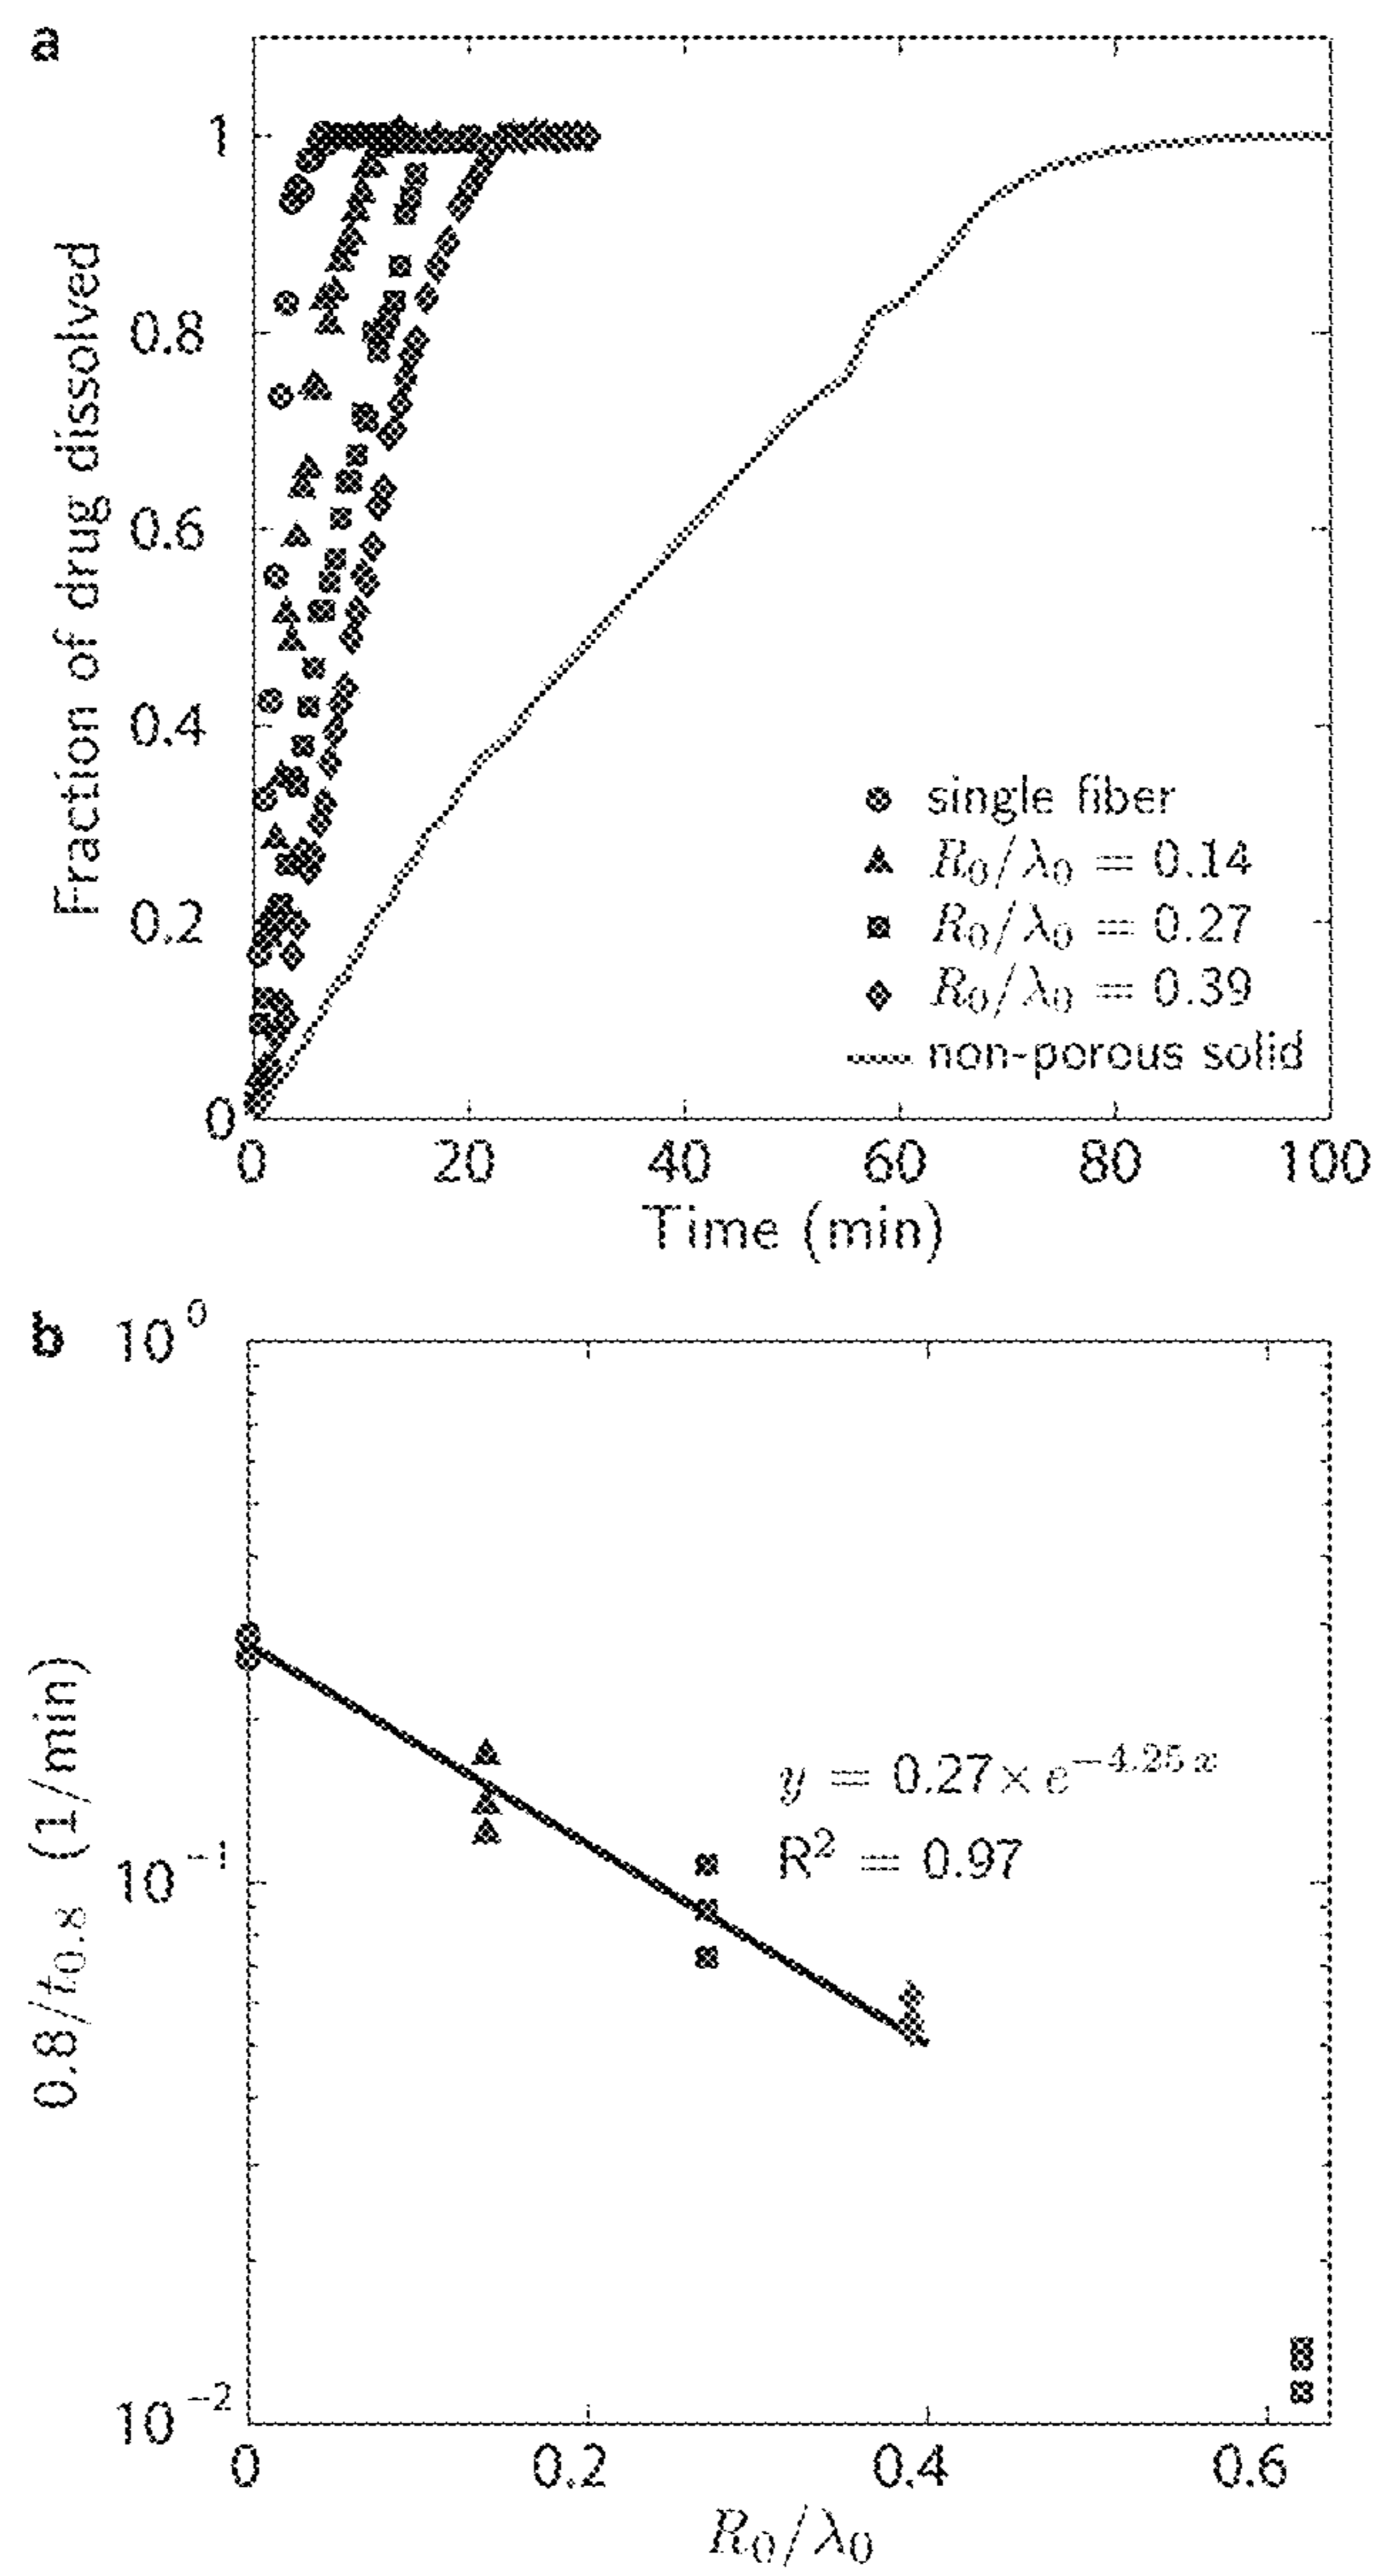 a
Fraction of drug dissolved
1
0.8
0.6
0.4
0.2
0
0 20 40 60 80 100
Time (min)
single fiber
R₀/λ₀ = 0.14
R₀/λ₀ = 0.27
R₀/λ₀ = 0.39
non-porous solid
b
0.8/t₀.₈ (1/min)
10⁰
10⁻¹
10⁻²
y = 0.27× e⁻⁴·²⁵ ˣ
R² = 0.97
0 0.2 0.4 0.6
R₀/λ₀